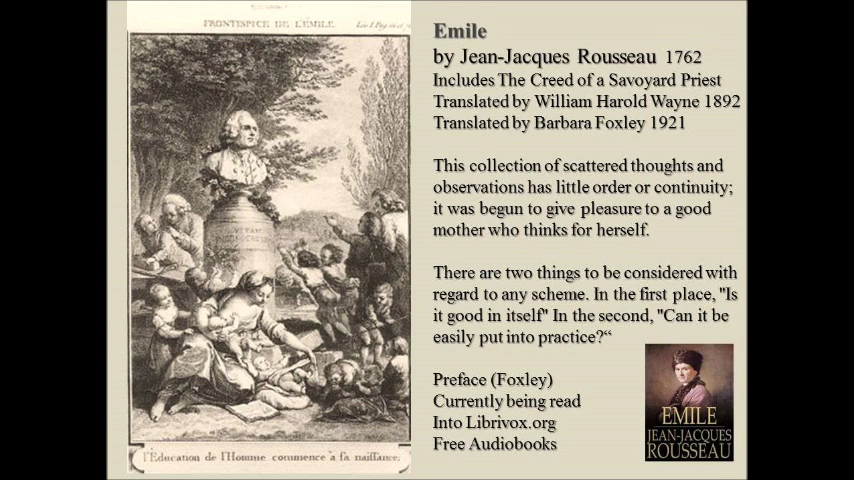 FRONTISPICE DE L'ÉMILE.
VITAM
l'Education de l'Homme commence à sa naissance.
Emile
by Jean-Jacques Rousseau 1762
Includes The Creed of a Savoyard Priest
Translated by William Harold Wayne 1892
Translated by Barbara Foxley 1921
This collection of scattered thoughts and
observations has little order or continuity;
it was begun to give pleasure to a good
mother who thinks for herself.
There are two things to be considered with
regard to any scheme. In the first place, "Is
it good in itself" In the second, "Can it be
easily put into practice?“
Preface (Foxley)
Currently being read
Into Librivox.org
Free Audiobooks
EMILE
JEAN-JACQUES
ROUSSEAU